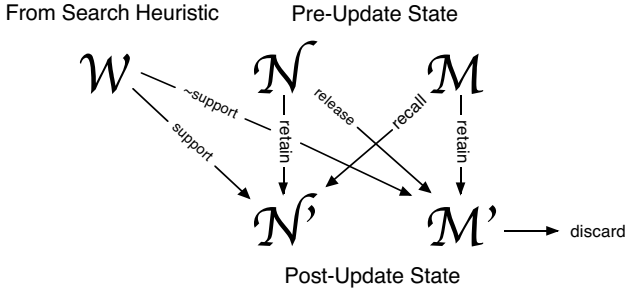 From Search Heuristic
Pre-Update State
𝒲
𝒩
ℳ
~support
support
retain
release
recall
retain
𝒩'
ℳ'
discard
Post-Update State